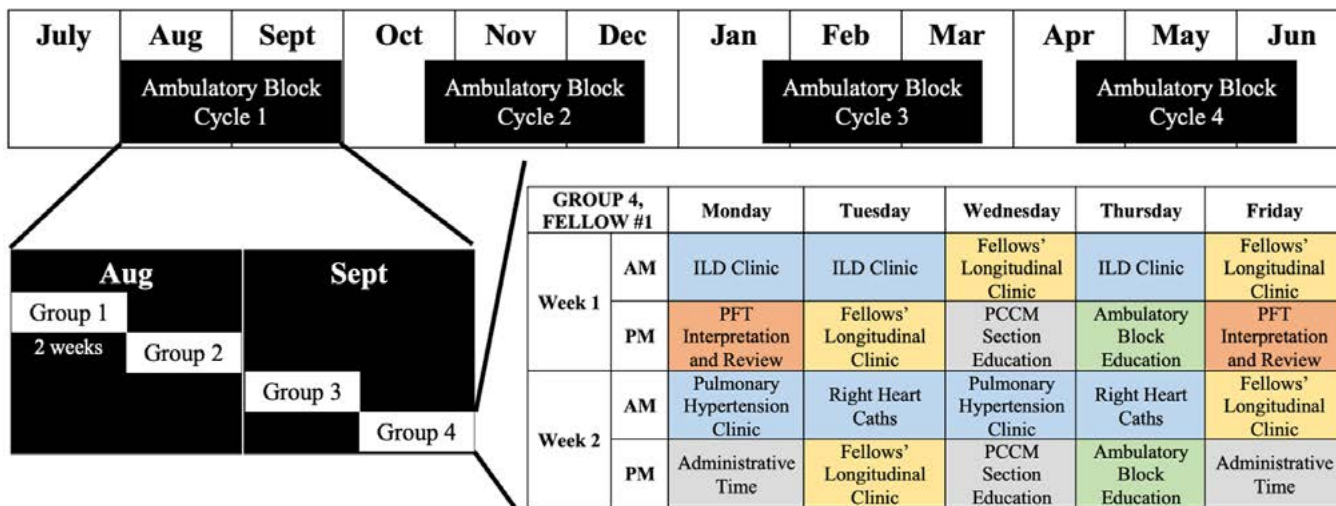 July Aug Sept Oct Nov Dec Jan Feb Mar Apr May Jun
Ambulatory Block
Cycle 1
Ambulatory Block
Cycle 2
Ambulatory Block
Cycle 3
Ambulatory Block
Cycle 4
Aug Sept
Group 1
2 weeks
Group 2
Group 3
Group 4
GROUP 4,
FELLOW #1
Monday Tuesday Wednesday Thursday Friday
Week 1
AM
ILD Clinic
ILD Clinic
Fellows'
Longitudinal
Clinic
ILD Clinic
Fellows'
Longitudinal
Clinic
PM
PFT
Interpretation
and Review
Fellows'
Longitudinal
Clinic
PCCM
Section
Education
Ambulatory
Block
Education
PFT
Interpretation
and Review
Week 2
AM
Pulmonary
Hypertension
Clinic
Right Heart
Caths
Pulmonary
Hypertension
Clinic
Right Heart
Caths
Fellows'
Longitudinal
Clinic
PM
Administrative
Time
Fellows'
Longitudinal
Clinic
PCCM
Section
Education
Ambulatory
Block
Education
Administrative
Time